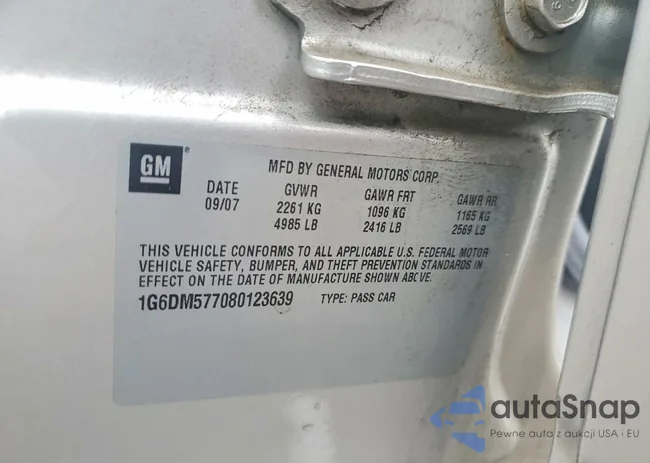 GM
MFD BY GENERAL MOTORS CORP.
DATE GVWR GAWR FRT GAWR RR
09/07 2261 KG 1096 KG 1165 KG
4985 LB 2416 LB 2569 LB
THIS VEHICLE CONFORMS TO ALL APPLICABLE U.S. FEDERAL MOTOR
VEHICLE SAFETY, BUMPER, AND THEFT PREVENTION STANDARDS IN
EFFECT ON THE DATE OF MANUFACTURE SHOWN ABOVE.
1G6DM577080123639 TYPE: PASS CAR
autaSnap
Pewne auta z aukcji USA i EU